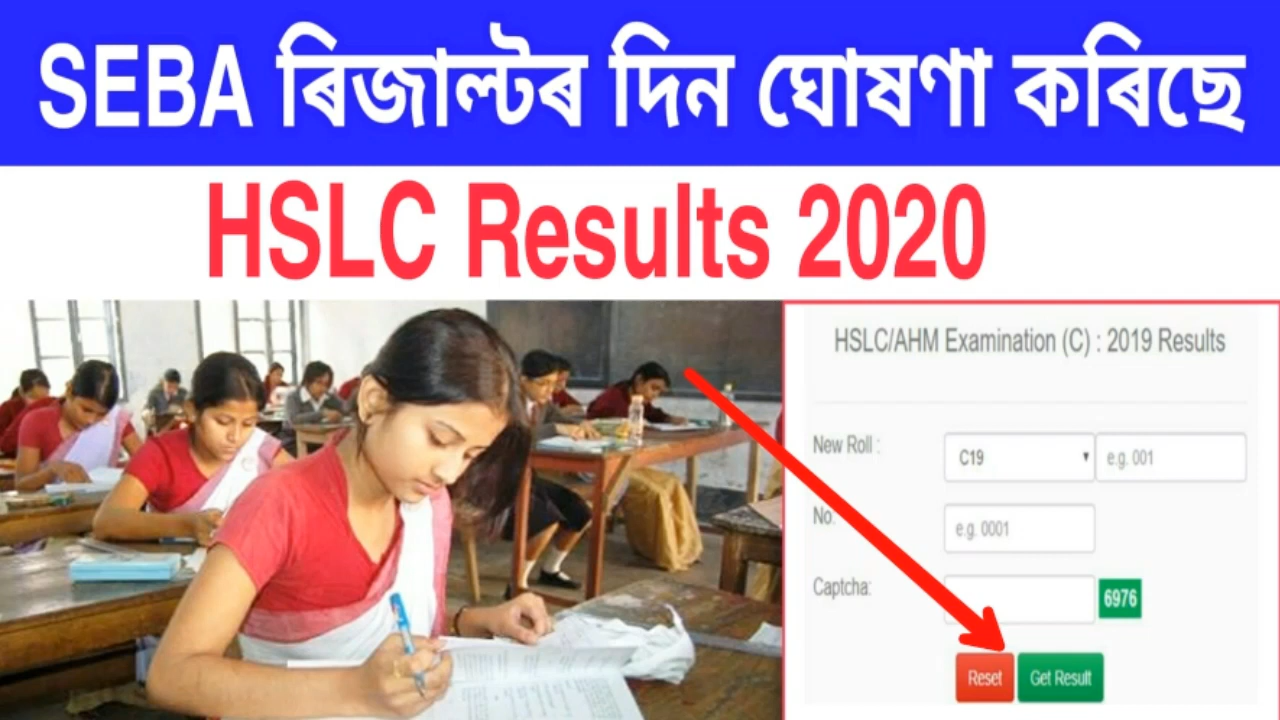 SEBA ৰিজাল্টৰ দিন ঘোষণা কৰিছে
HSLC Results 2020
HSLC/AHM Examination (C) : 2019 Results
New Roll :
C19
e.g. 001
No.
e.g. 0001
Captcha:
6976
Reset
Get Result